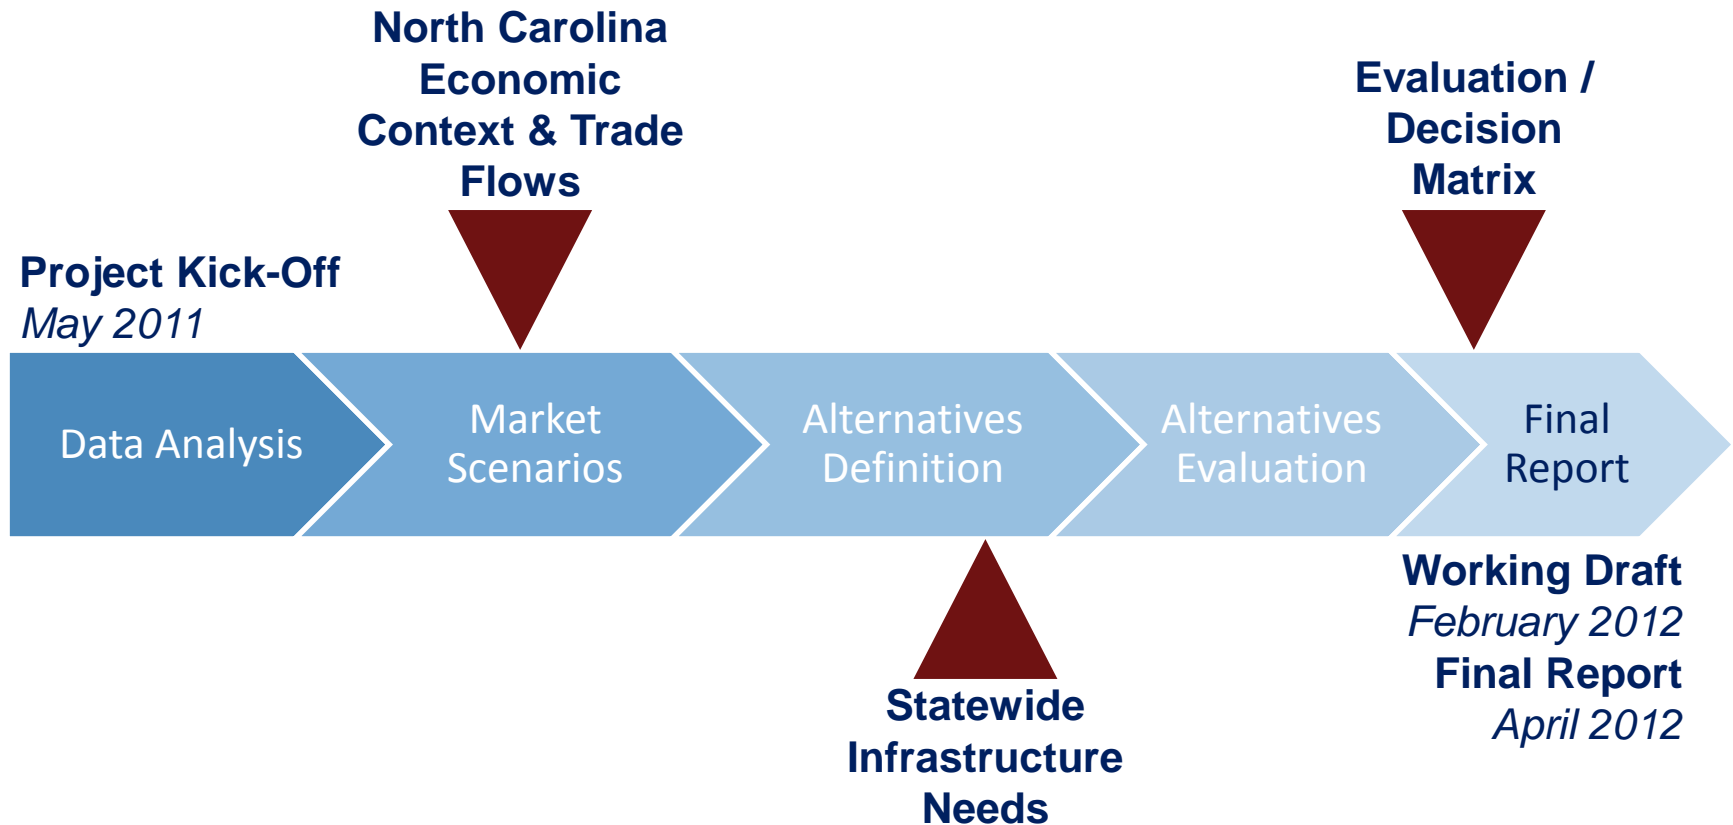 North Carolina
Economic
Context & Trade
Flows
Evaluation /
Decision
Matrix
Project Kick-Off
May 2011
Data Analysis
Market
Scenarios
Alternatives
Definition
Alternatives
Evaluation
Final
Report
Statewide
Infrastructure
Needs
Working Draft
February 2012
Final Report
April 2012